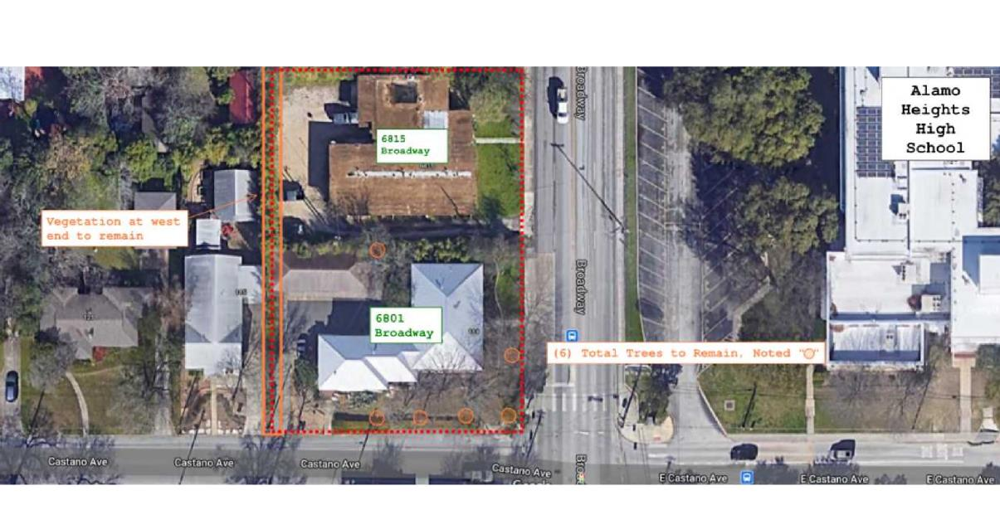 Broadway
Alamo
Heights
High
School
6815
Broadway
Vegetation at west
end to remain
Broadway
6801
Broadway
(6) Total Trees to Remain, Noted "O"
Castano Ave
Castano Ave
Castano Ave
Castano Ave
E Castano Ave
E Castano Ave
E Castano Ave
Google